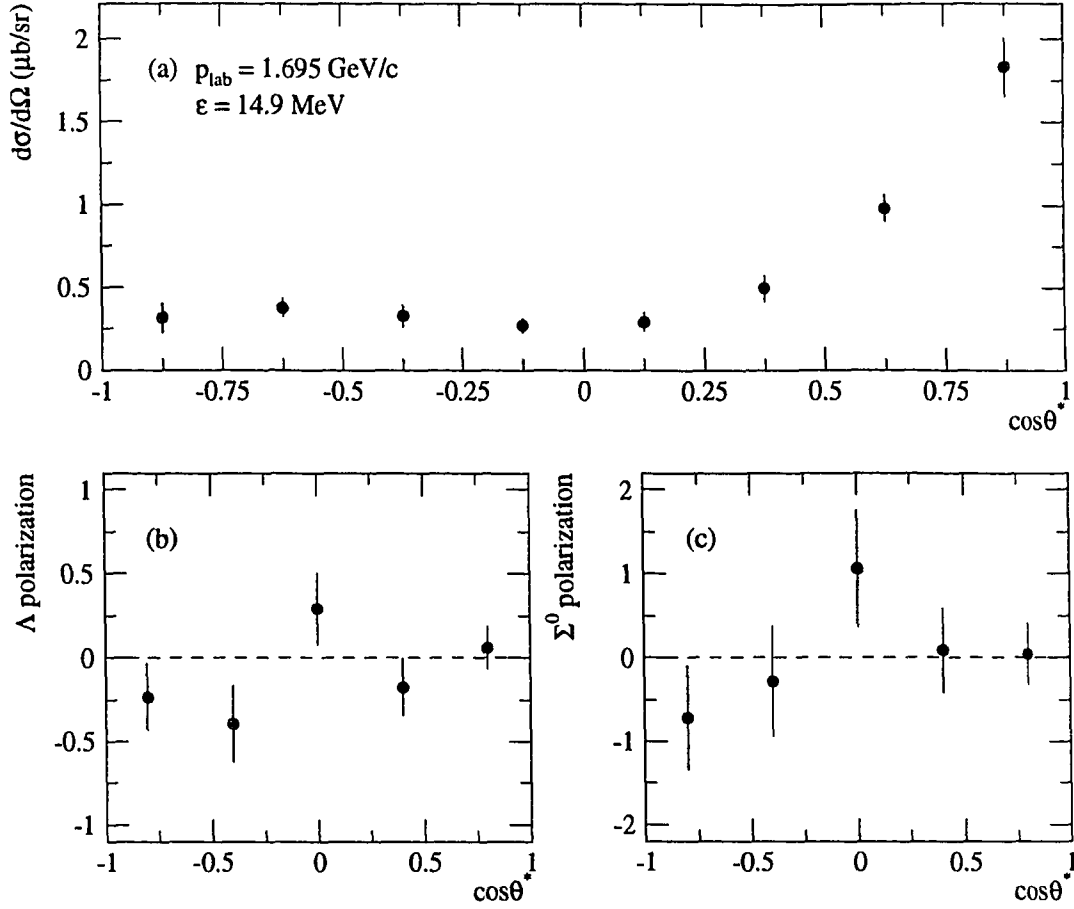 dσ/dΩ (μb/sr)
2
1.5
1
0.5
0
(a) p_lab = 1.695 GeV/c
ε = 14.9 MeV
-1 -0.75 -0.5 -0.25 0 0.25 0.5 0.75 1
cosθ*
Λ polarization
1
0.5
0
-0.5
-1
(b)
-1 -0.5 0 0.5 1
cosθ*
Σ⁰ polarization
2
1
0
-1
-2
(c)
-1 -0.5 0 0.5 1
cosθ*